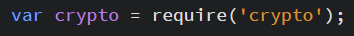 var crypto = require('crypto');